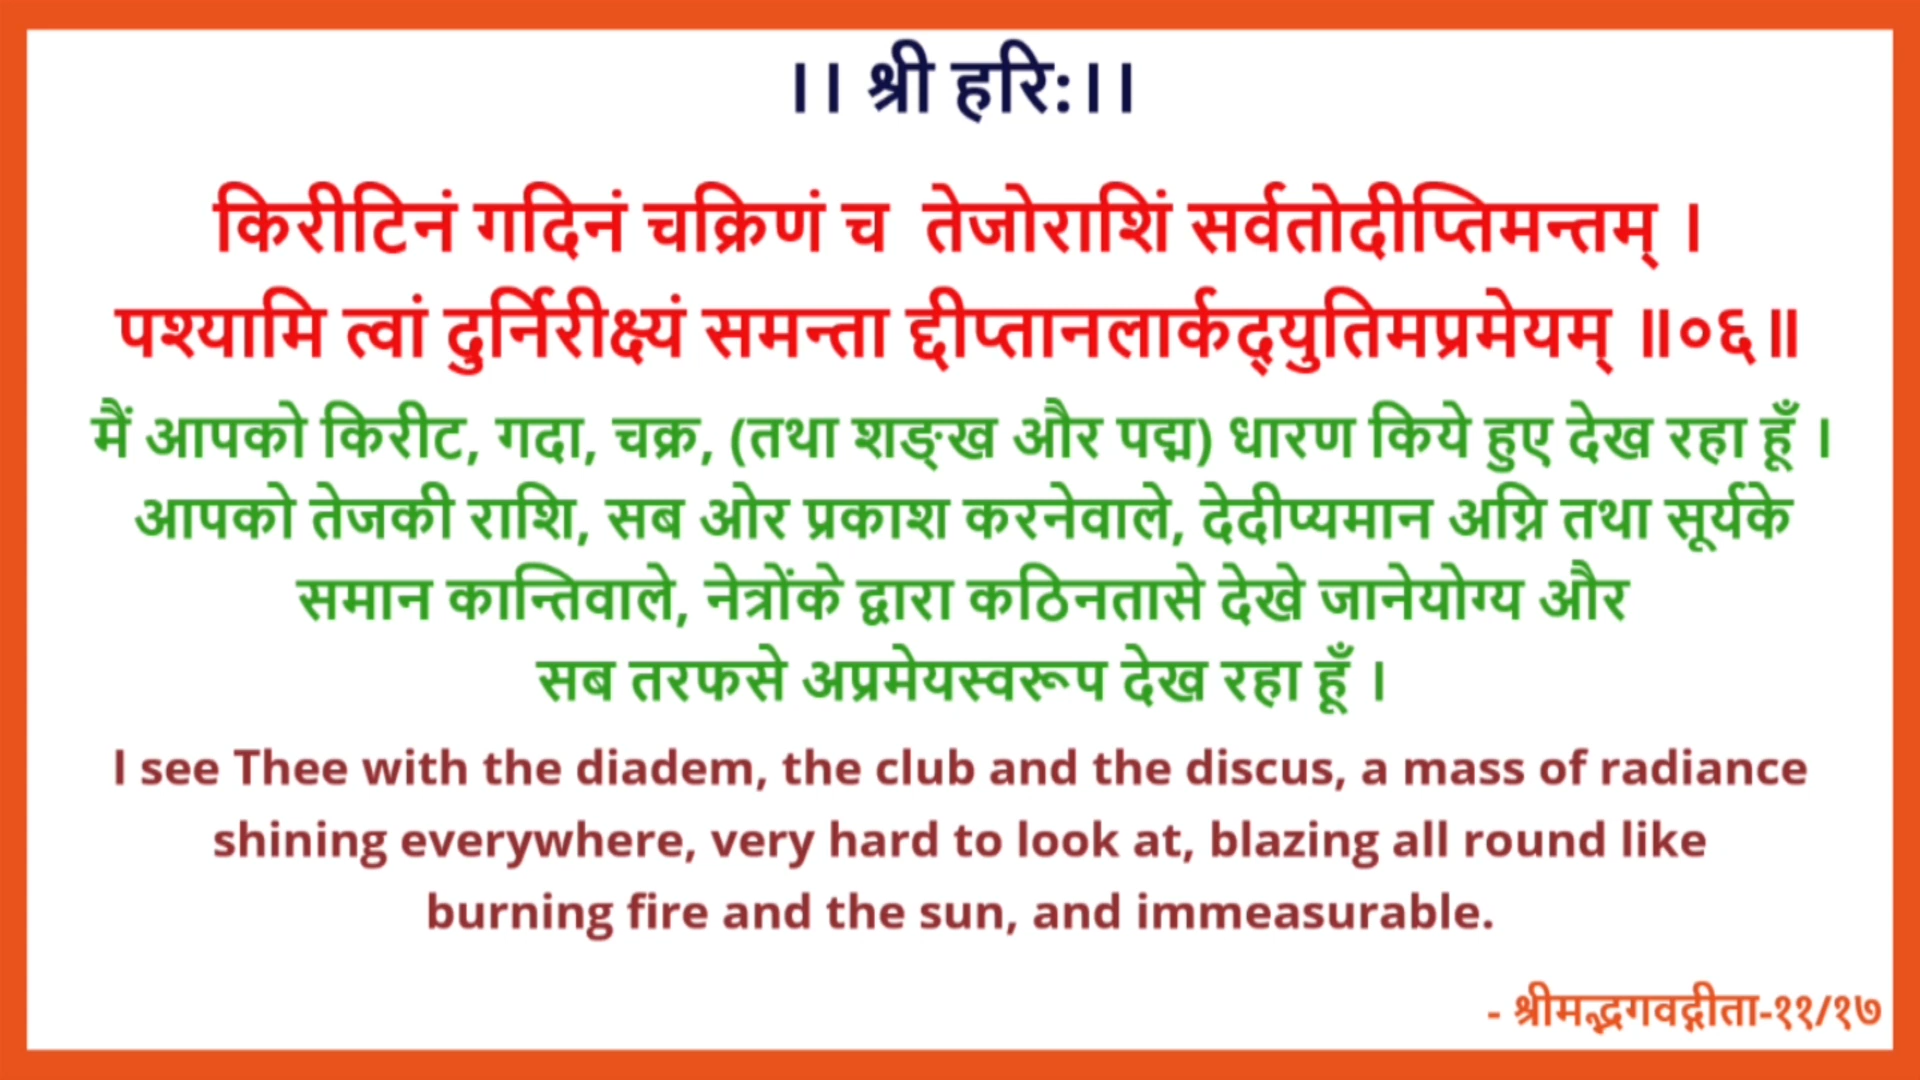 ।। श्री हरि:।।
किरीटिनं गदिनं चक्रिणं च तेजोराशिं सर्वतोदीप्तिमन्तम् ।
पश्यामि त्वां दुर्निरीक्ष्यं समन्ता द्दीप्तानलार्कद्युतिमप्रमेयम् ॥०६॥
मैं आपको किरीट, गदा, चक्र, (तथा शङ्ख और पद्म) धारण किये हुए देख रहा हूँ ।
आपको तेजकी राशि, सब ओर प्रकाश करनेवाले, देदीप्यमान अग्नि तथा सूर्यके
समान कान्तिवाले, नेत्रोंके द्वारा कठिनतासे देखे जानेयोग्य और
सब तरफसे अप्रमेयस्वरूप देख रहा हूँ ।
I see Thee with the diadem, the club and the discus, a mass of radiance
shining everywhere, very hard to look at, blazing all round like
burning fire and the sun, and immeasurable.
- श्रीमद्भगवद्गीता-११/१७